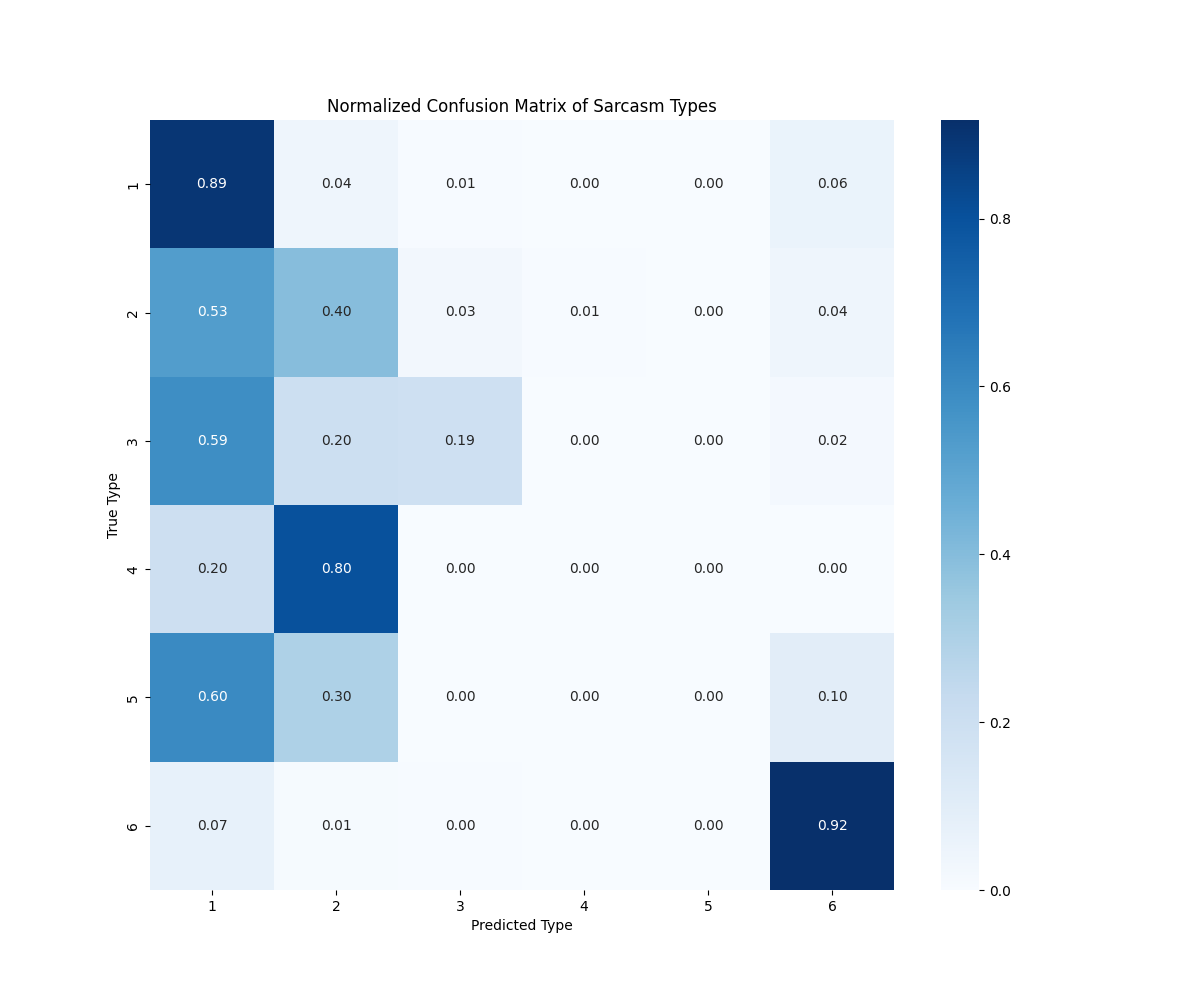 Normalized Confusion Matrix of Sarcasm Types
1 0.89 0.04 0.01 0.00 0.00 0.06
2 0.53 0.40 0.03 0.01 0.00 0.04
3 0.59 0.20 0.19 0.00 0.00 0.02
4 0.20 0.80 0.00 0.00 0.00 0.00
5 0.60 0.30 0.00 0.00 0.00 0.10
6 0.07 0.01 0.00 0.00 0.00 0.92
1 2 3 4 5 6
Predicted Type
True Type
0.8
0.6
0.4
0.2
0.0